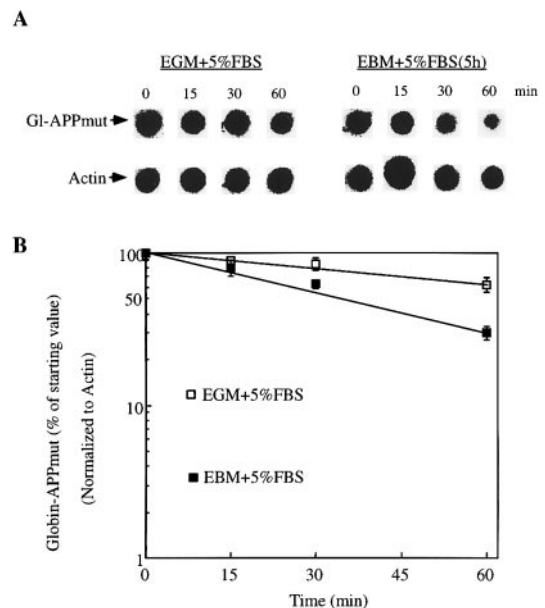 A
EGM+5%FBS EBM+5%FBS(5h)
0 15 30 60 0 15 30 60 min
Gl-APPmut
Actin
B
Globin-APPmut (% of starting value)
(Normalized to Actin)
100
50
10
1
EGM+5%FBS
EBM+5%FBS
0 15 30 45 60
Time (min)